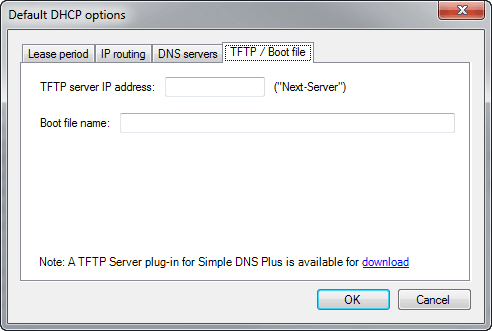 Default DHCP options
Lease period IP routing DNS servers TFTP / Boot file
TFTP server IP address: ("Next-Server")
Boot file name:
Note: A TFTP Server plug-in for Simple DNS Plus is available for download
OK Cancel